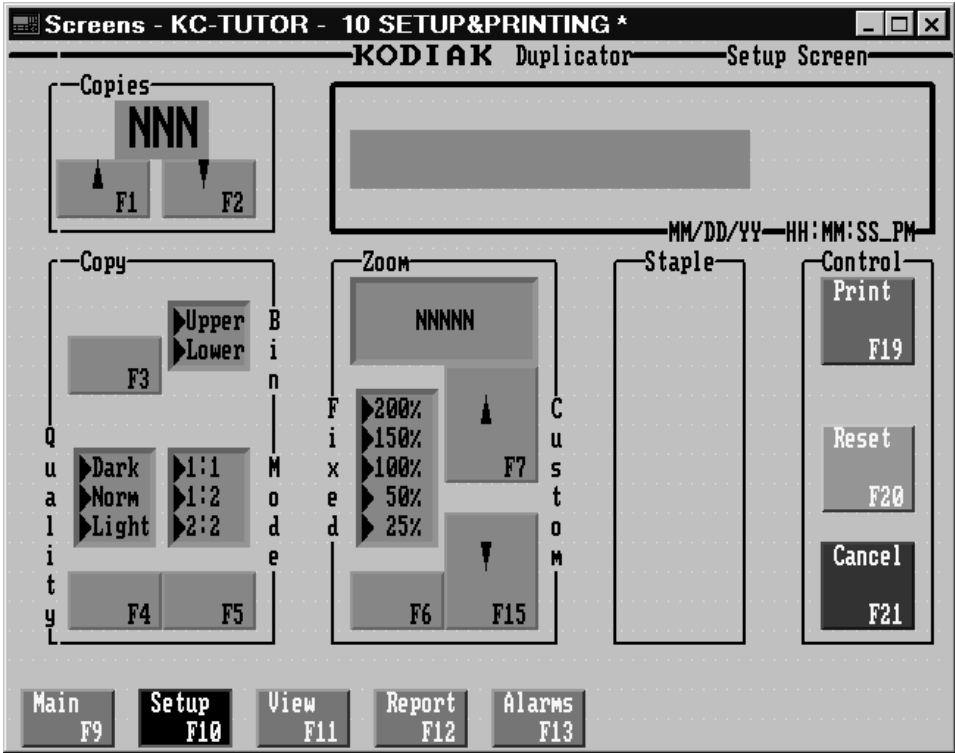 Screens - KC-TUTOR - 10 SETUP&PRINTING *
KODIAK Duplicator Setup Screen
Copies
NNN
F1 F2
MM/DD/YY HH:MM:SS_PM
Copy
Upper
Lower
Bin
F3
Quality
Dark
Norm
Light
1:1
1:2
2:2
Mode
F4 F5
Zoom
NNNNN
Fixed
200%
150%
100%
50%
25%
Custom
F7
F6 F15
Staple
Control
Print
F19
Reset
F20
Cancel
F21
Main
F9
Setup
F10
View
F11
Report
F12
Alarms
F13